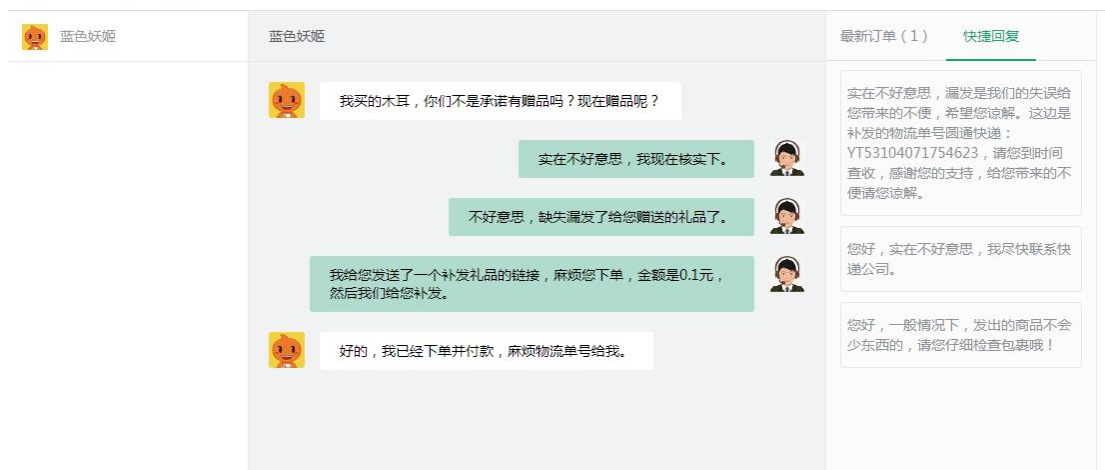 蓝色妖姬
蓝色妖姬
我买的木耳，你们不是承诺有赠品吗？现在赠品呢？
实在不好意思，我现在核实下。
不好意思，缺失漏发了给您赠送的礼品了。
我给您发送了一个补发礼品的链接，麻烦您下单，金额是0.1元，
然后我们给您补发。
好的，我已经下单并付款，麻烦物流单号给我。
最新订单（1） 快捷回复
实在不好意思，漏发是我们的失误给
您带来的不便，希望您谅解。这边是
补发的物流单号圆通快递：
YT53104071754623，请您到时间
查收，感谢您的支持，给您带来的不
便请您谅解。
您好，实在不好意思，我尽快联系快
递公司。
您好，一般情况下，发出的商品不会
少东西的，请您仔细检查包裹哦！